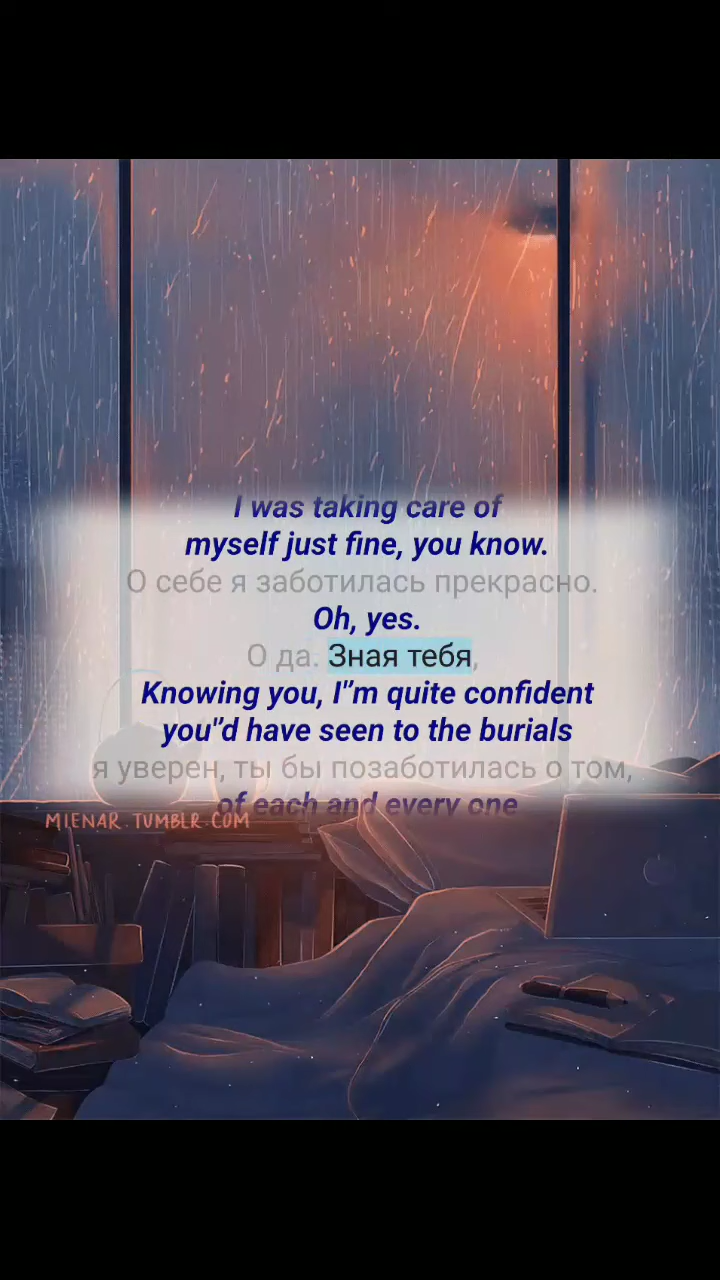 I was taking care of
myself just fine, you know.
О себе я заботилась прекрасно.
Oh, yes.
О да. Зная тебя,
Knowing you, I"m quite confident
you"d have seen to the burials
я уверен, ты бы позаботилась о том,
of each and every one
MIENAR.TUMBLR.COM